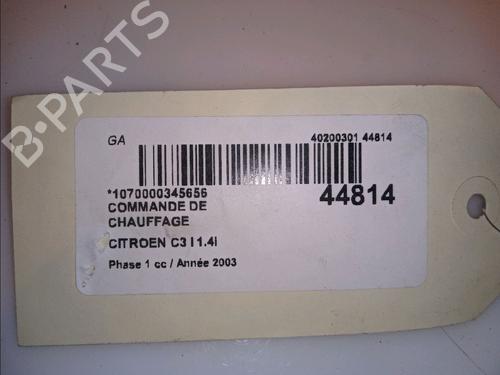 B-PARTS
GA
40200301 44814
*1070000345656
44814
COMMANDE DE
CHAUFFAGE
CITROEN C3 I 1.4i
Phase 1 cc / Année 2003